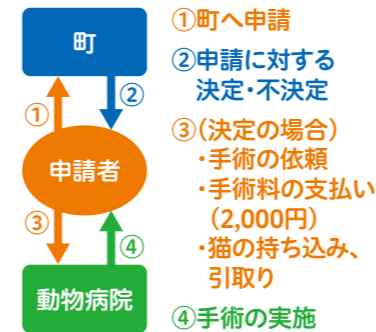 町
①
②
申請者
③
④
動物病院
①町へ申請
②申請に対する
決定・不決定
③(決定の場合)
・手術の依頼
・手術料の支払い
(2,000円)
・猫の持ち込み、
引取り
④手術の実施